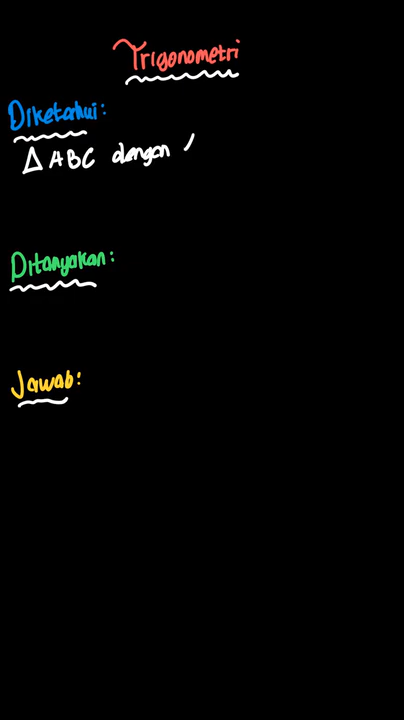 Trigonometri
Diketahui:
Δ ABC dengan
Ditanyakan:
Jawab: